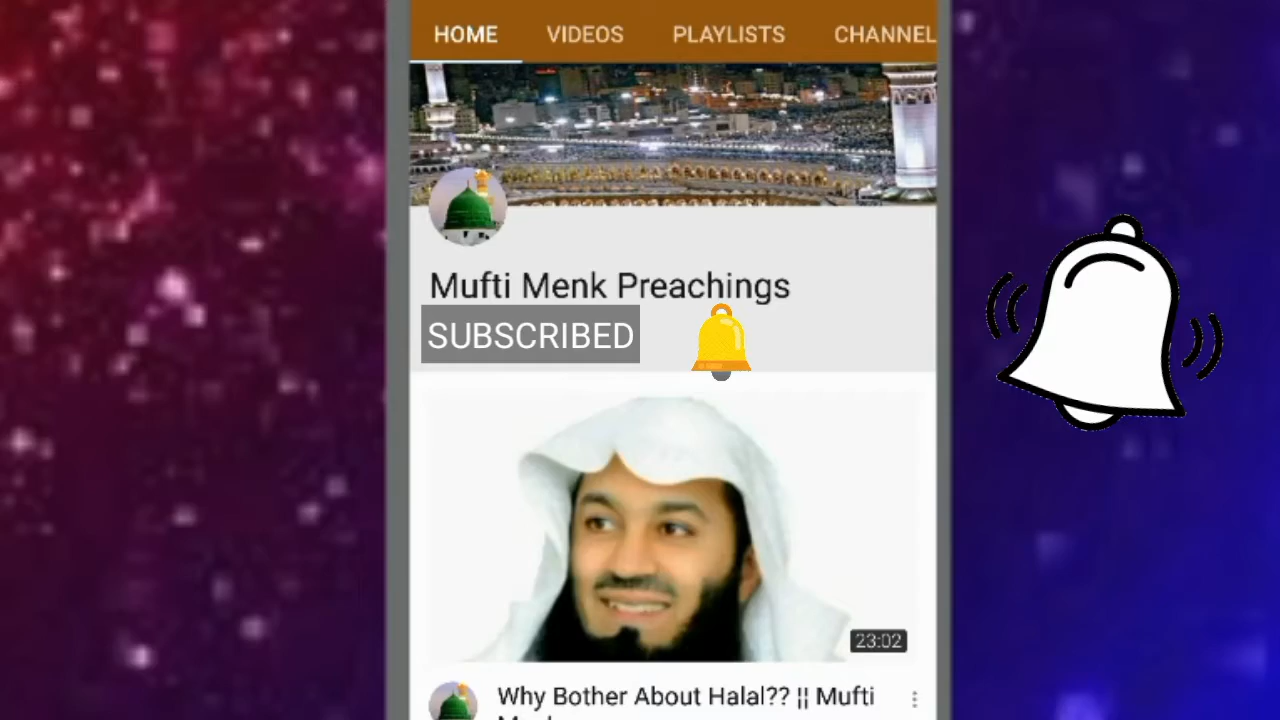 HOME VIDEOS PLAYLISTS CHANNEL
Mufti Menk Preachings
SUBSCRIBED
23:02
Why Bother About Halal?? || Mufti